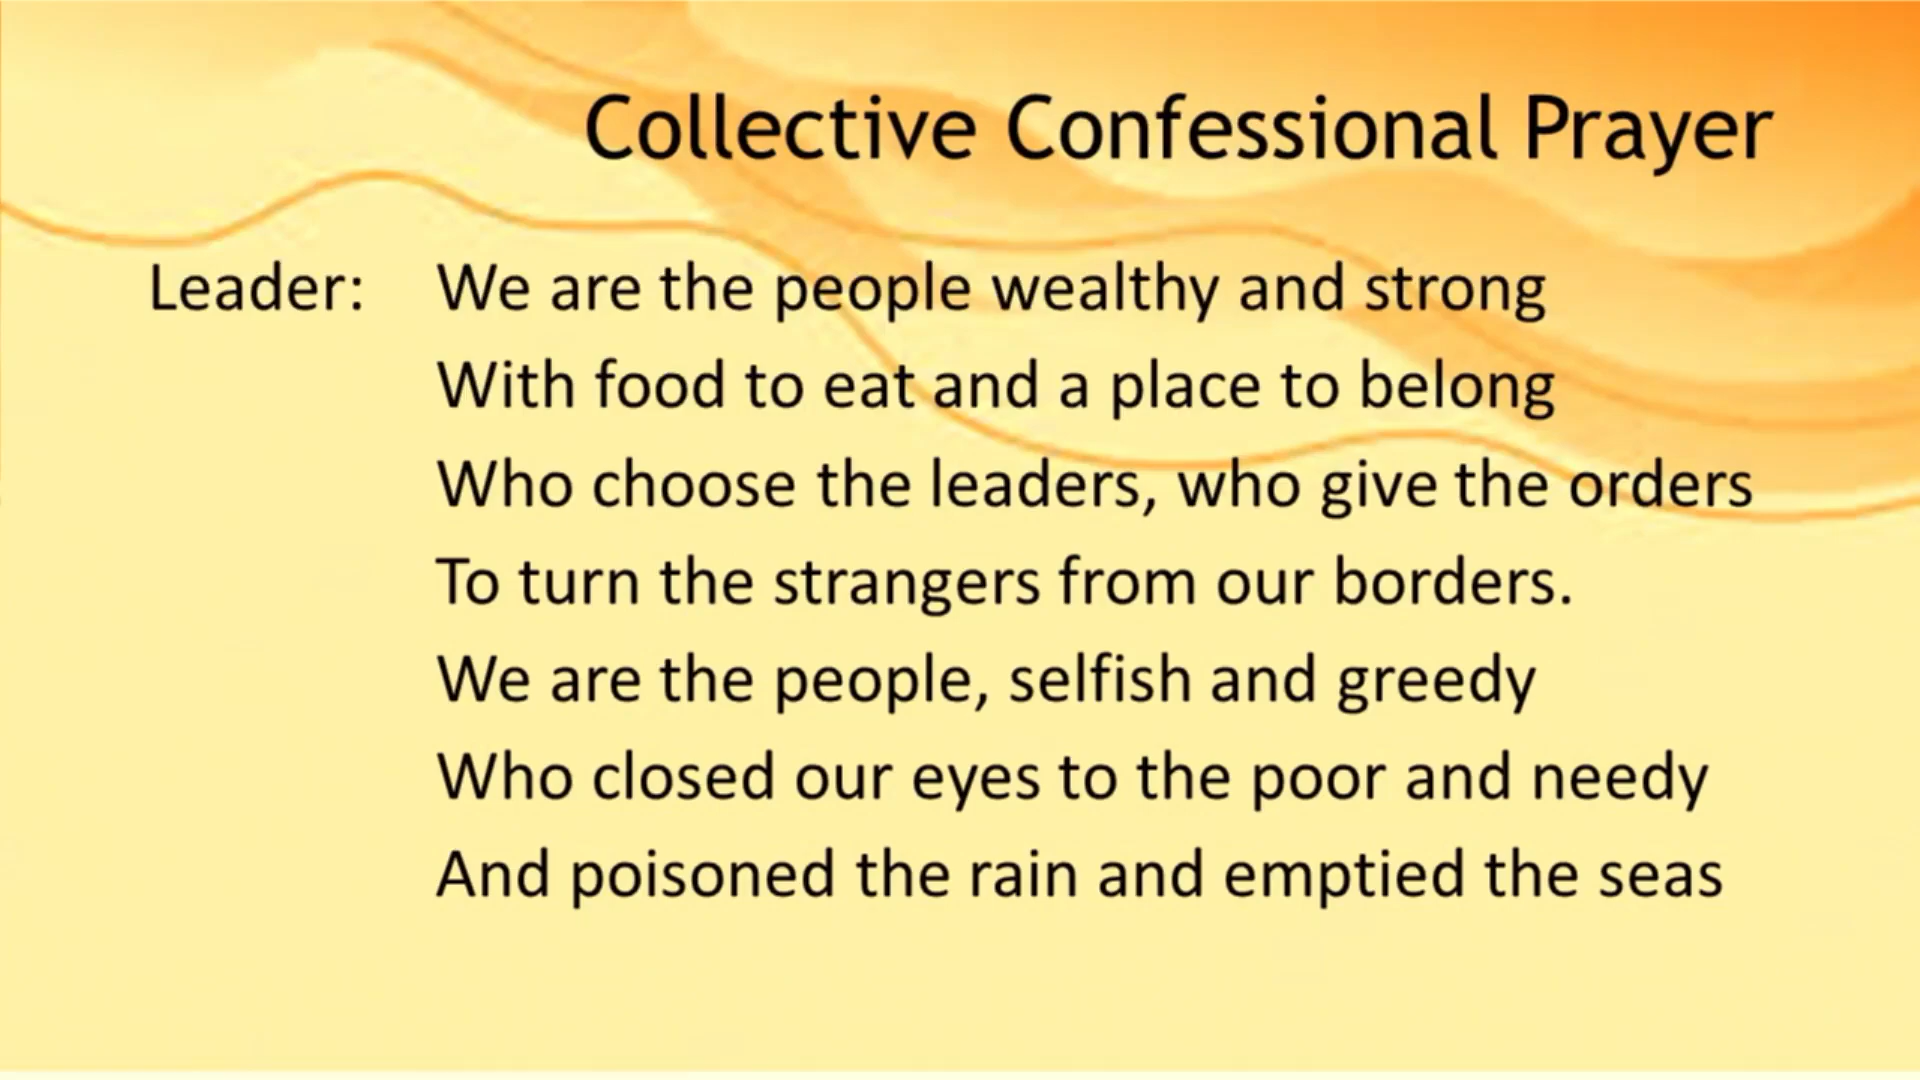 Collective Confessional Prayer
Leader: We are the people wealthy and strong
With food to eat and a place to belong
Who choose the leaders, who give the orders
To turn the strangers from our borders.
We are the people, selfish and greedy
Who closed our eyes to the poor and needy
And poisoned the rain and emptied the seas